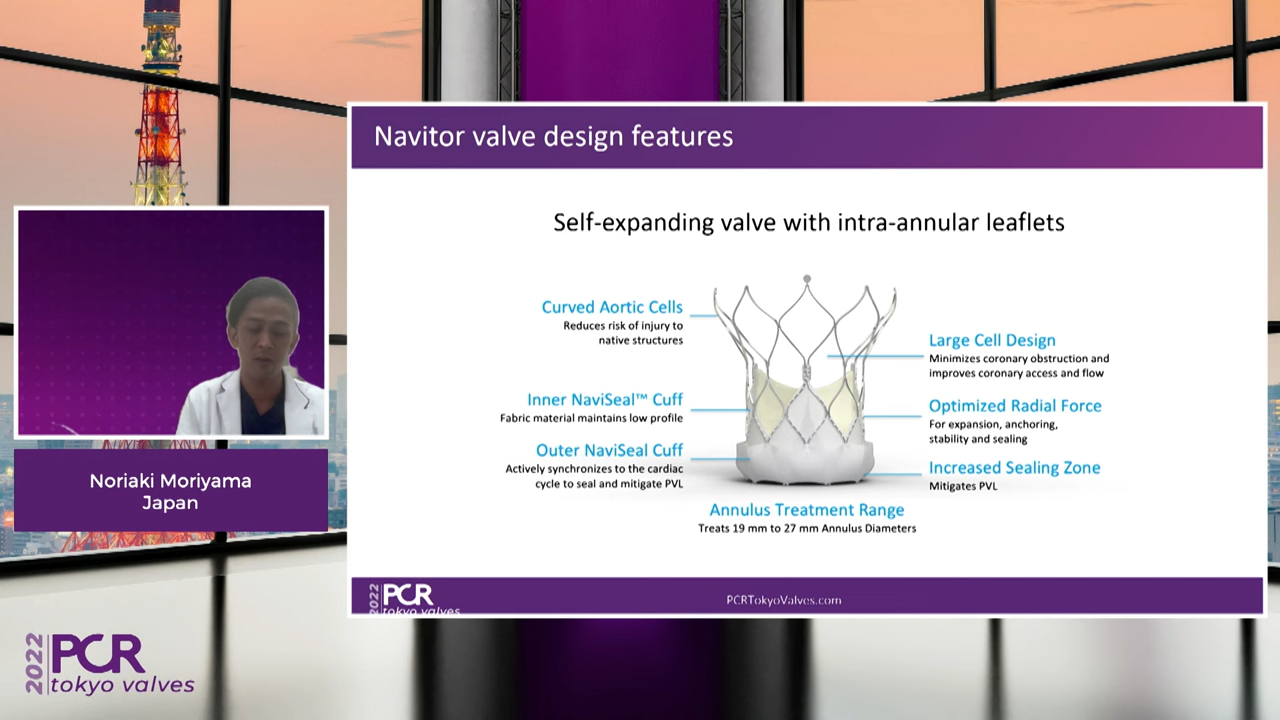 Navitor valve design features
Self-expanding valve with intra-annular leaflets
Curved Aortic Cells
Reduces risk of injury to
native structures
Inner NaviSeal™ Cuff
Fabric material maintains low profile
Outer NaviSeal Cuff
Actively synchronizes to the cardiac
cycle to seal and mitigate PVL
Large Cell Design
Minimizes coronary obstruction and
improves coronary access and flow
Optimized Radial Force
For expansion, anchoring,
stability and sealing
Increased Sealing Zone
Mitigates PVL
Annulus Treatment Range
Treats 19 mm to 27 mm Annulus Diameters
2022
PCR
tokyo valves
PCRTokyoValves.com
Noriaki Moriyama
Japan
2022
PCR
tokyo valves